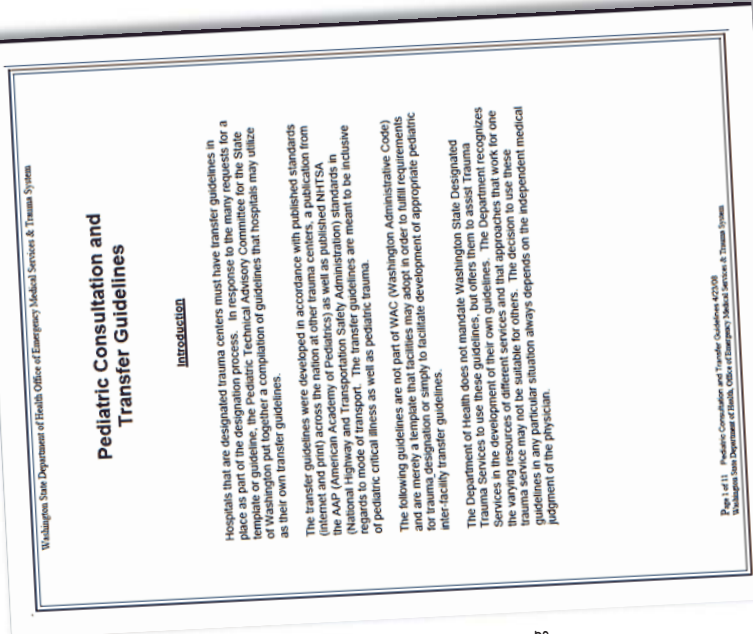 Washington State Department of Health Office of Emergency Medical Services & Trauma System
Pediatric Consultation and
Transfer Guidelines
Introduction
Hospitals that are designated trauma centers must have transfer guidelines in
place as part of the designation process. In response to the many requests for a
template or guideline, the Pediatric Technical Advisory Committee for the State
of Washington put together a compilation of guidelines that hospitals may utilize
as their own transfer guidelines.
The transfer guidelines were developed in accordance with published standards
(internet and print) across the nation at other trauma centers, a publication from
the AAP (American Academy of Pediatrics) as well as published NHTSA
(National Highway and Transportation Safety Administration) standards in
regards to mode of transport. The transfer guidelines are meant to be inclusive
of pediatric critical illness as well as pediatric trauma.
The following guidelines are not part of WAC (Washington Administrative Code)
and are merely a template that facilities may adopt in order to fulfill requirements
for trauma designation or simply to facilitate development of appropriate pediatric
inter-facility transfer guidelines.
The Department of Health does not mandate Washington State Designated
Trauma Services to use these guidelines, but offers them to assist Trauma
Services in the development of their own guidelines. The Department recognizes
the varying resources of different services and that approaches that work for one
trauma service may not be suitable for others. The decision to use these
guidelines in any particular situation always depends on the independent medical
judgment of the physician.
Page 1 of 11 Pediatric Consultation and Transfer Guidelines 4/23/08
Washington State Department of Health, Office of Emergency Medical Services & Trauma System